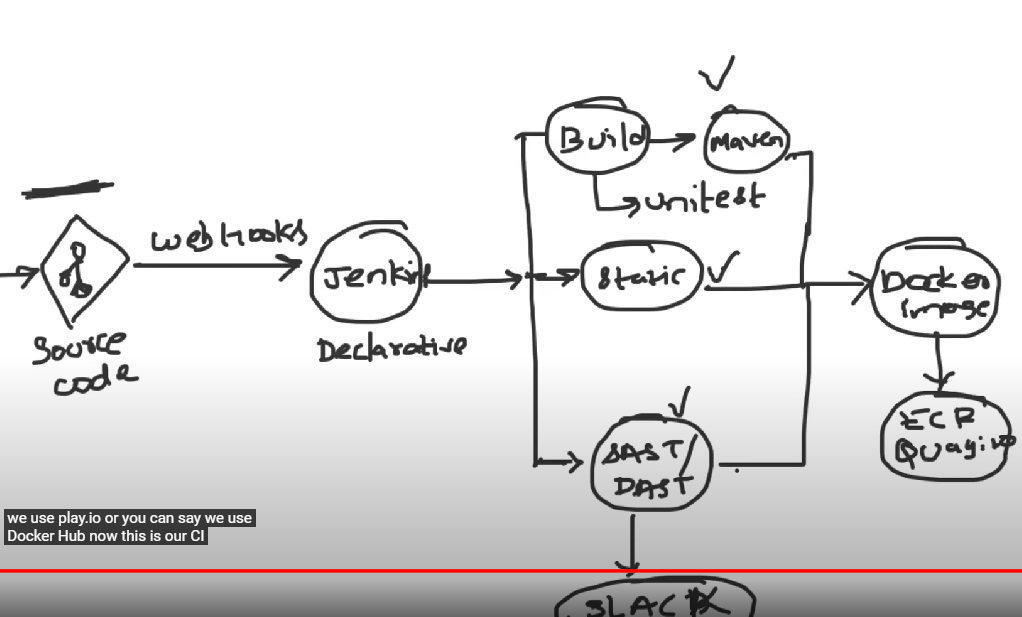 Build
Maven
unitest
webHooks
Jenkins
Static
Docker
image
Source
code
Declarative
SAST/
DAST
ECR
Quay.io
SLACK
we use play.io or you can say we use
Docker Hub now this is our CI